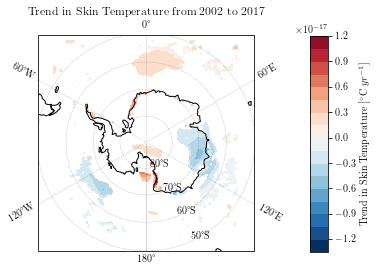 Trend in Skin Temperature from 2002 to 2017
0°
×10⁻¹⁷
60°W
60°E
120°W
120°E
80°S
70°S
60°S
50°S
180°
1.2
0.9
0.6
0.3
0.0
−0.3
−0.6
−0.9
−1.2
Trend in Skin Temperature [°C yr⁻¹]